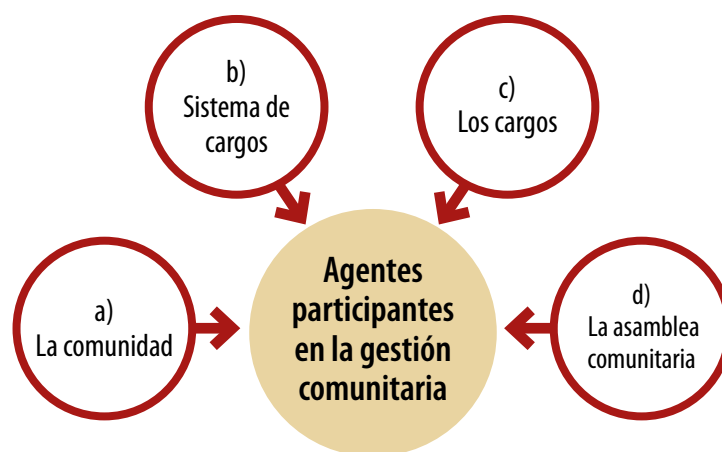 a)
La comunidad
b)
Sistema de
cargos
c)
Los cargos
d)
La asamblea
comunitaria
Agentes
participantes
en la gestión
comunitaria